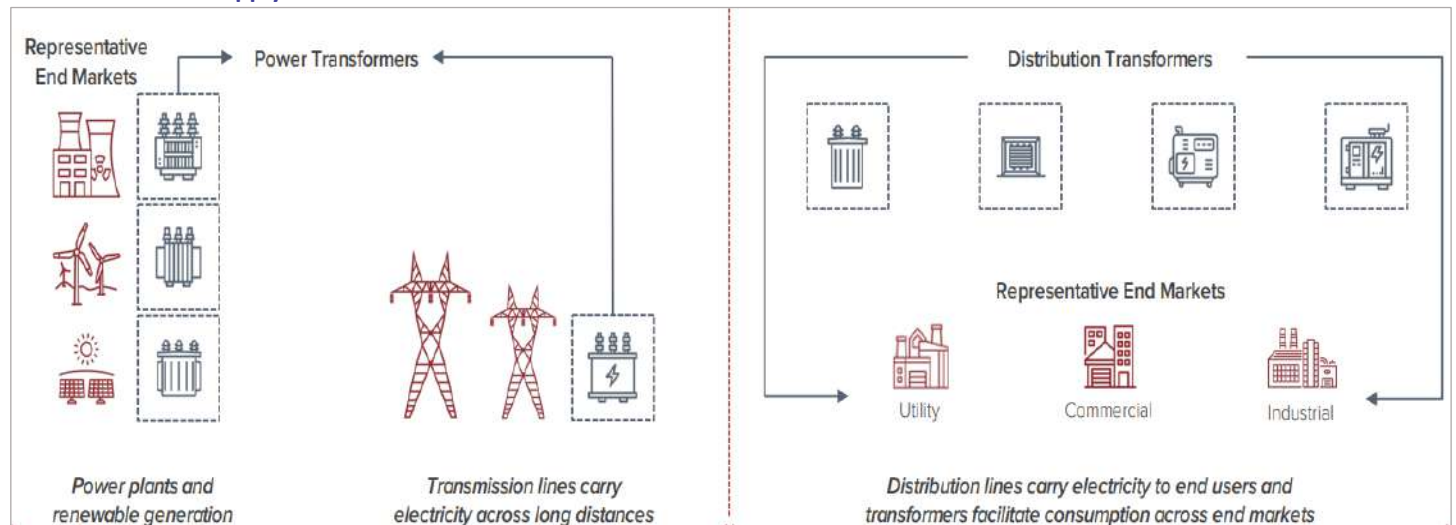 Representative
End Markets
Power Transformers
Power plants and
renewable generation
Transmission lines carry
electricity across long distances
Distribution Transformers
Representative End Markets
Utility
Commercial
Industrial
Distribution lines carry electricity to end users and
transformers facilitate consumption across end markets